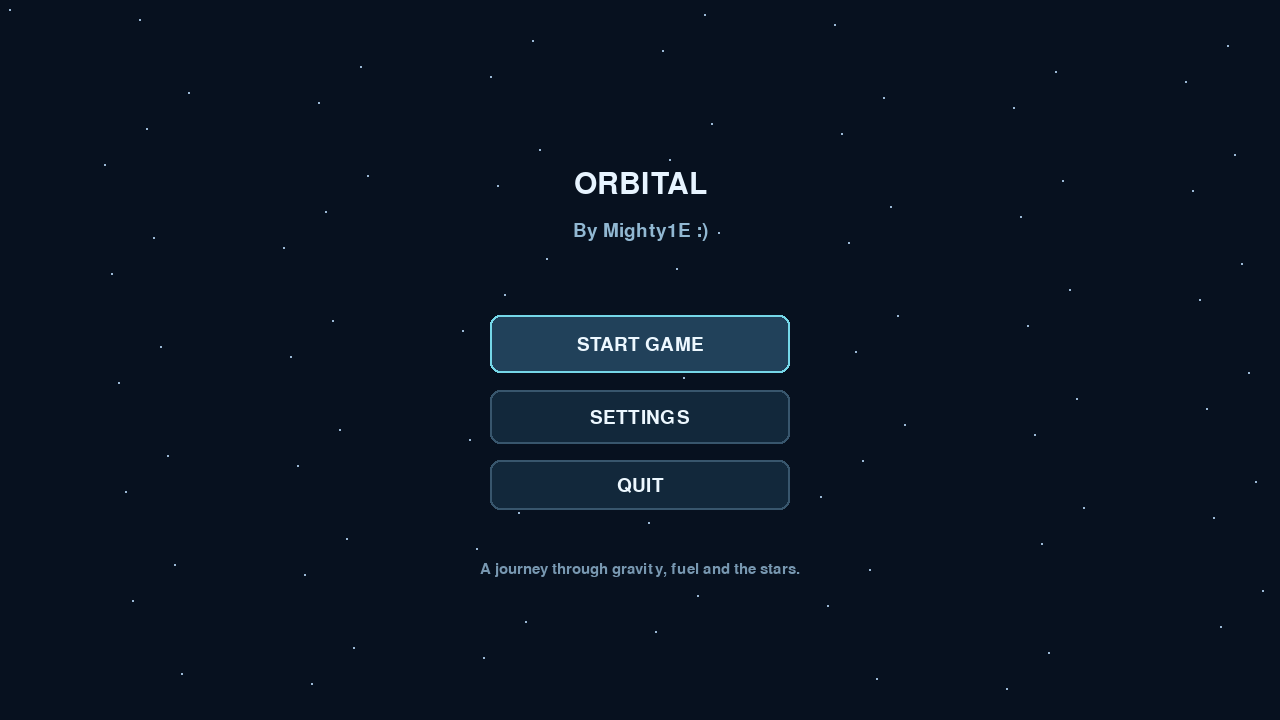 ORBITAL
By Mighty1E :)
START GAME
SETTINGS
QUIT
A journey through gravity, fuel and the stars.